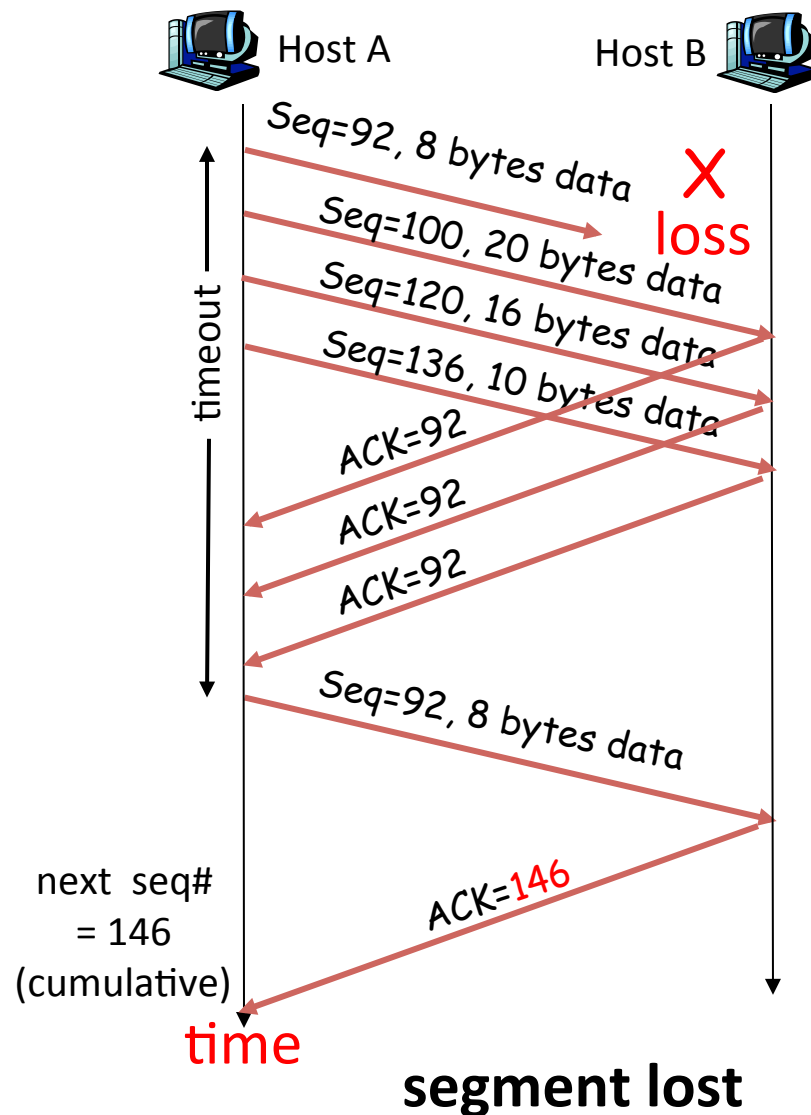 Host A
Host B
Seq=92, 8 bytes data
X
loss
Seq=100, 20 bytes data
Seq=120, 16 bytes data
Seq=136, 10 bytes data
timeout
ACK=92
ACK=92
ACK=92
Seq=92, 8 bytes data
next seq#
= 146
(cumulative)
ACK=146
time
segment lost